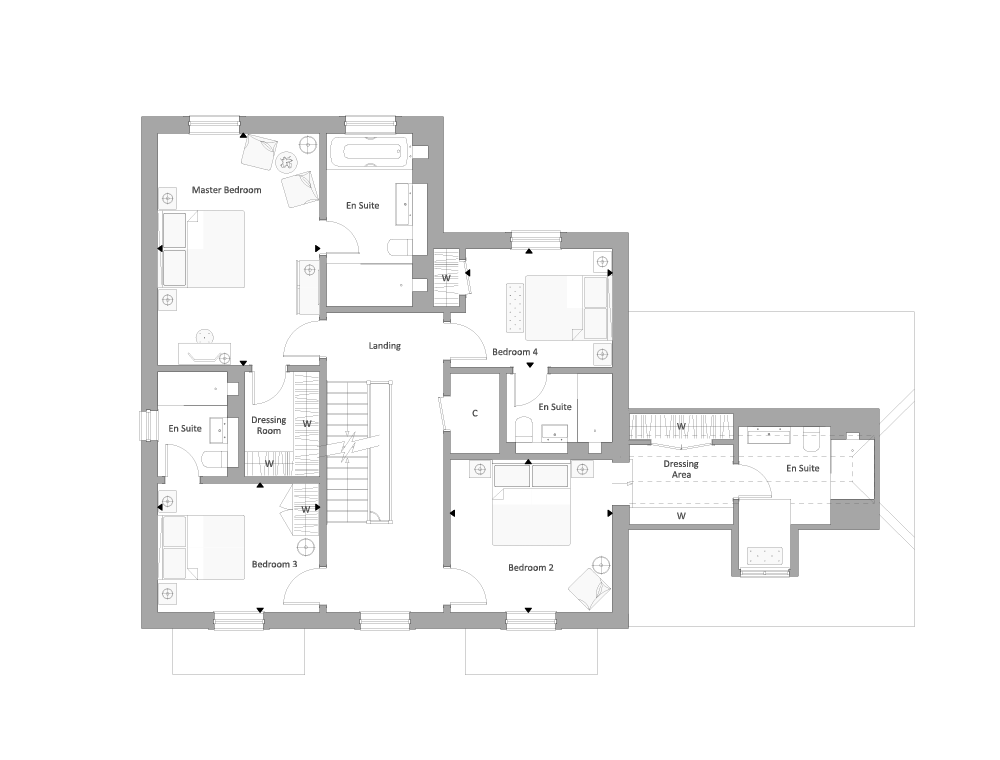 Master Bedroom
En Suite
W
Landing
Bedroom 4
En Suite
Dressing
Room
W
W
C
En Suite
W
Dressing
Area
En Suite
W
W
Bedroom 3
Bedroom 2